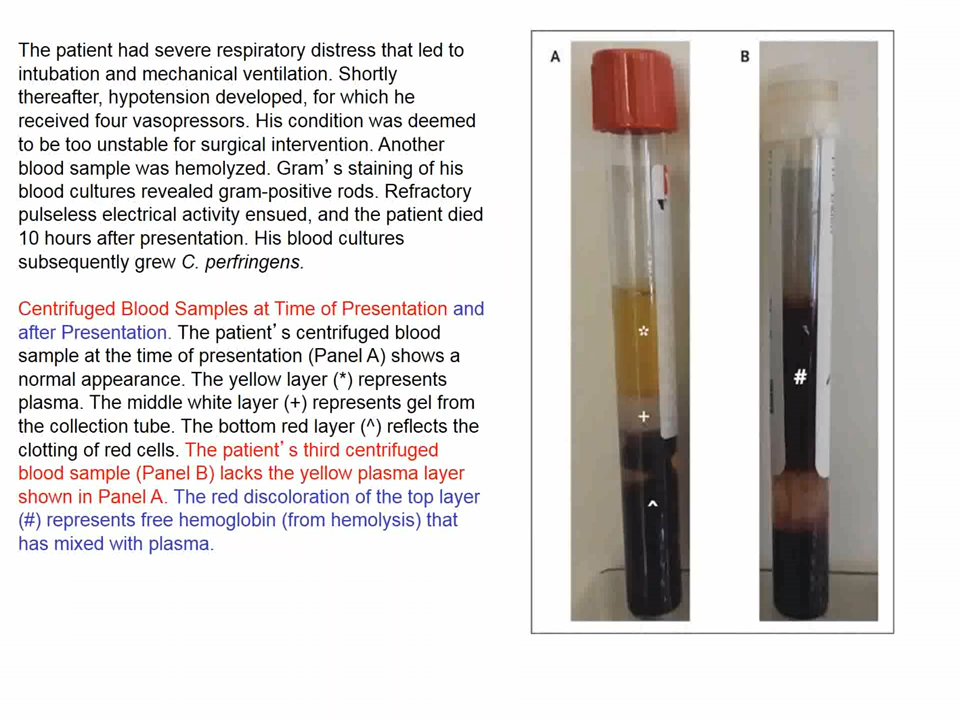 The patient had severe respiratory distress that led to
intubation and mechanical ventilation. Shortly
thereafter, hypotension developed, for which he
received four vasopressors. His condition was deemed
to be too unstable for surgical intervention. Another
blood sample was hemolyzed. Gram's staining of his
blood cultures revealed gram-positive rods. Refractory
pulseless electrical activity ensued, and the patient died
10 hours after presentation. His blood cultures
subsequently grew C. perfringens.
Centrifuged Blood Samples at Time of Presentation and
after Presentation. The patient's centrifuged blood
sample at the time of presentation (Panel A) shows a
normal appearance. The yellow layer (*) represents
plasma. The middle white layer (+) represents gel from
the collection tube. The bottom red layer (^) reflects the
clotting of red cells. The patient's third centrifuged
blood sample (Panel B) lacks the yellow plasma layer
shown in Panel A. The red discoloration of the top layer
(#) represents free hemoglobin (from hemolysis) that
has mixed with plasma.
A
B
*
+
^
#